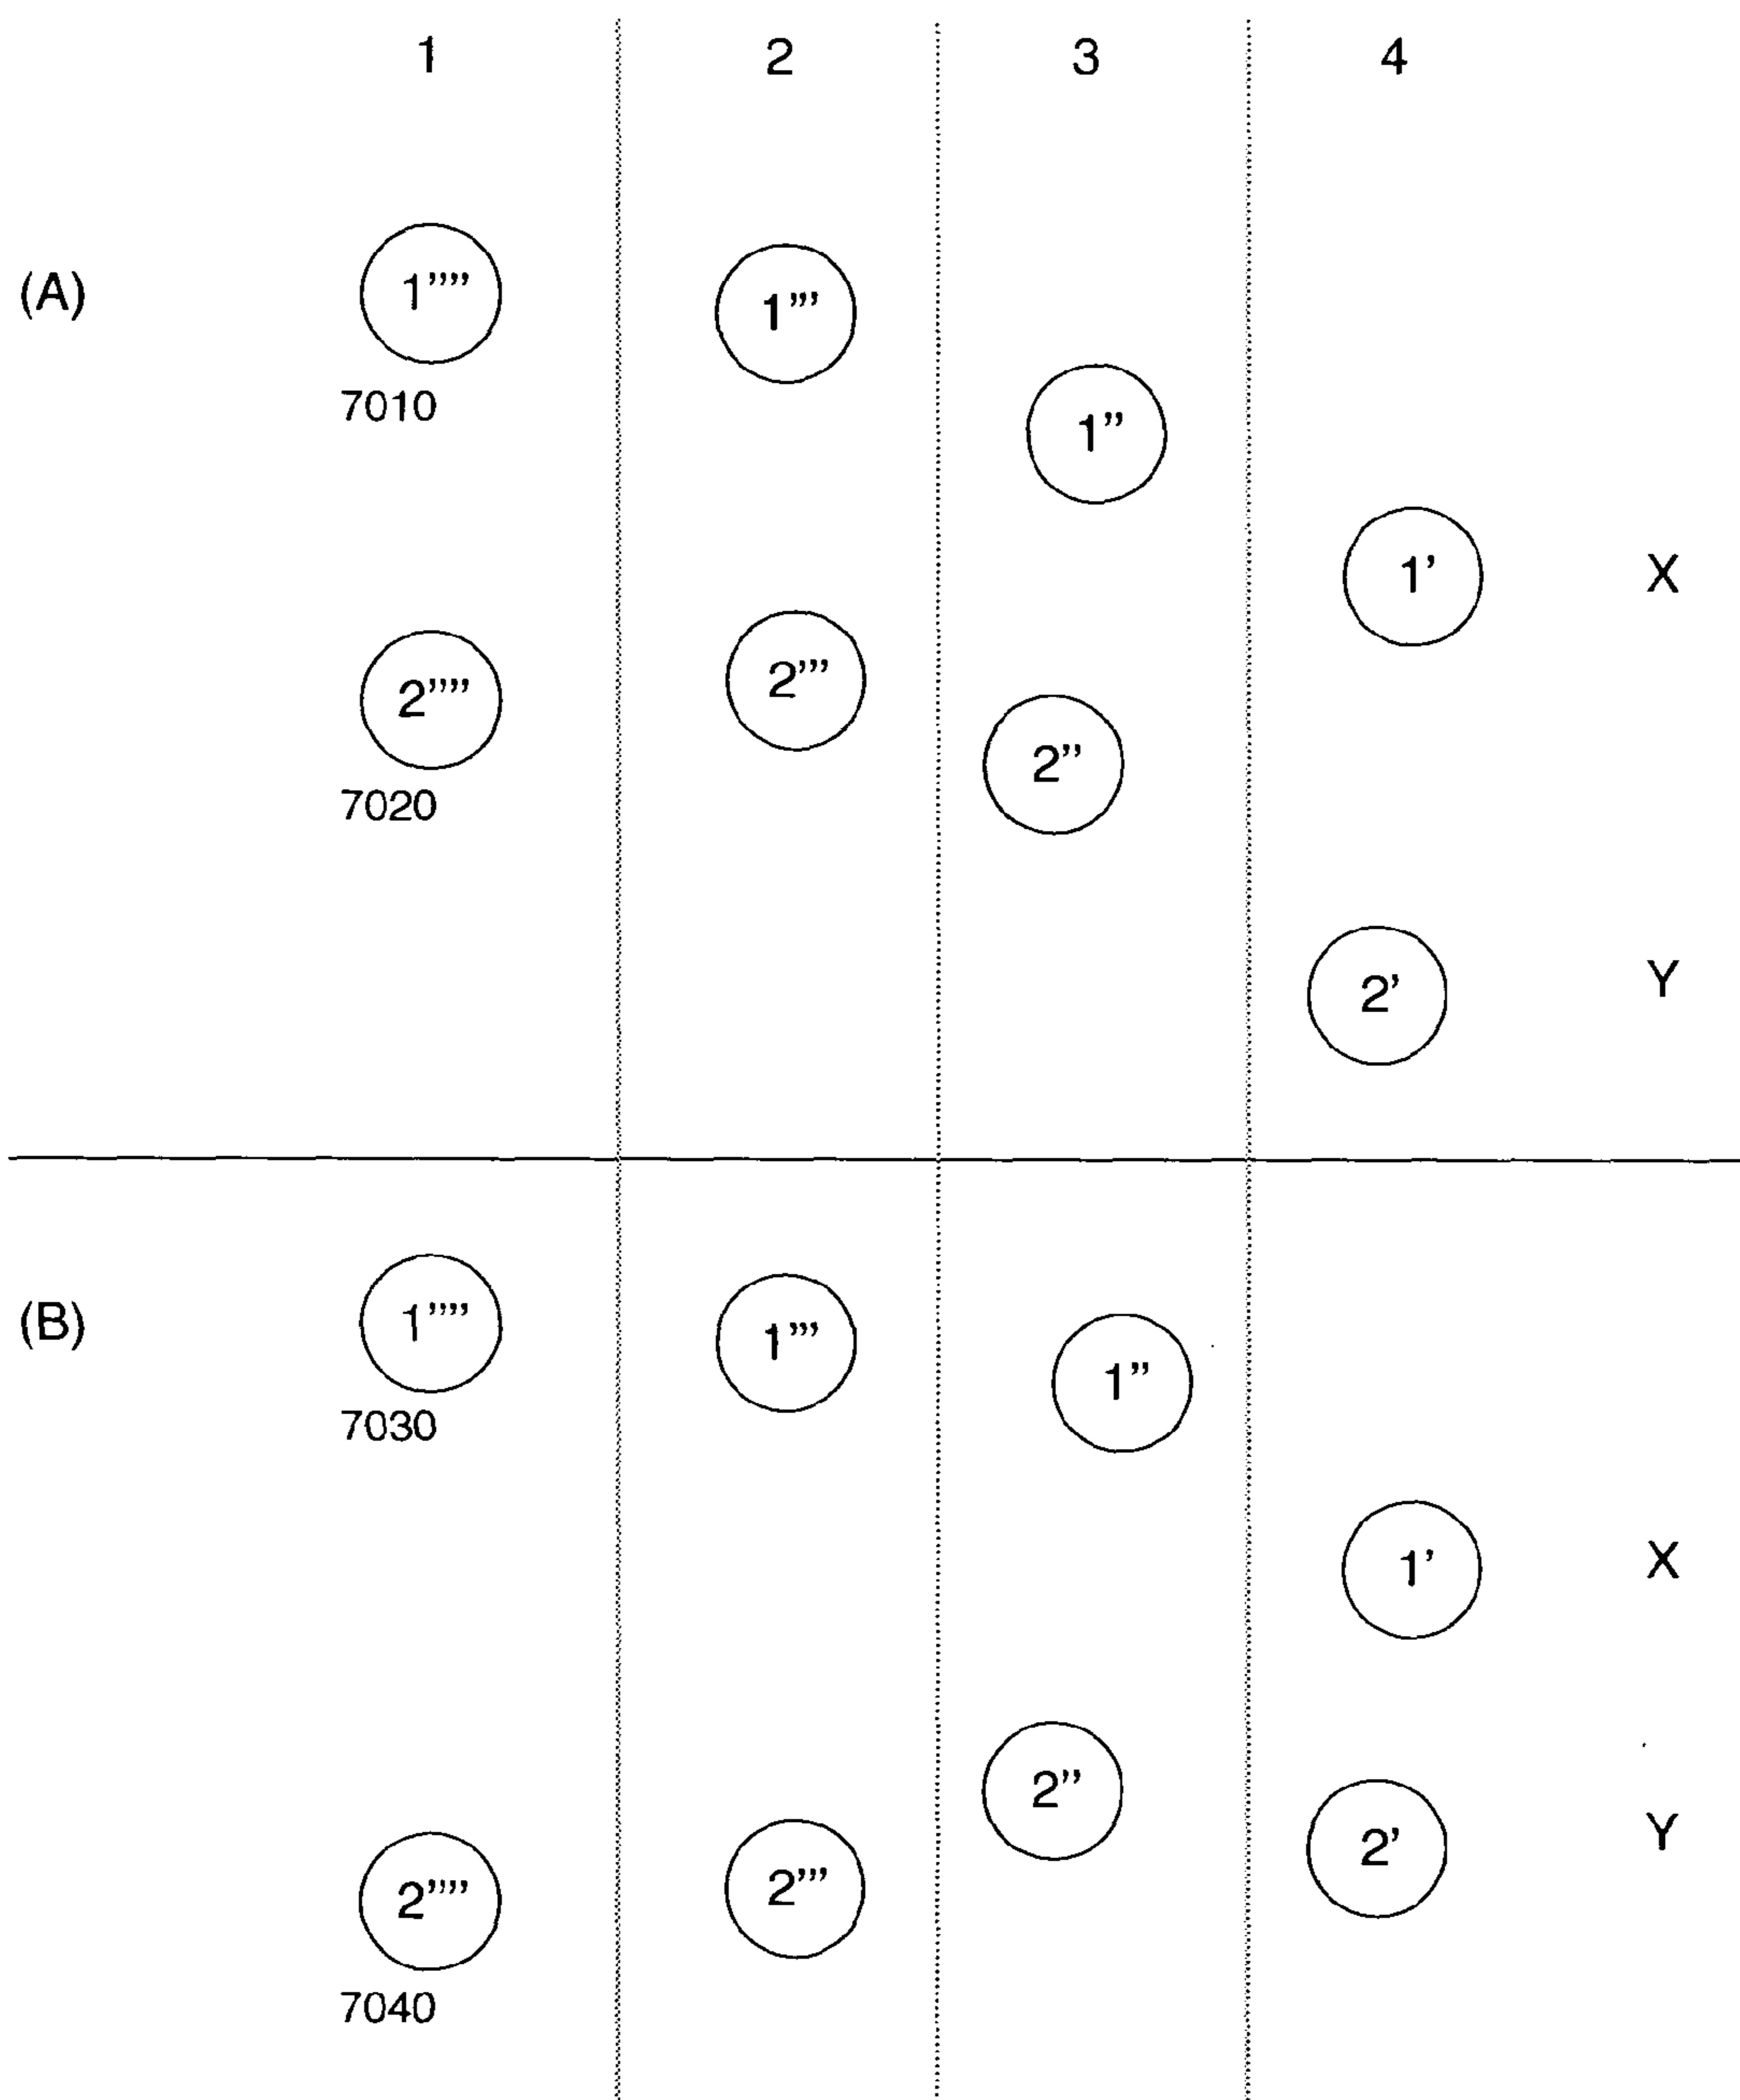 1 2 3 4
(A) 1”” 1”’
7010
1”
1’ X
2”” 2”’
7020
2”
2’ Y
(B) 1”” 1”’ 1”
7030
1’ X
2”
2’ Y
2”” 2”’
7040